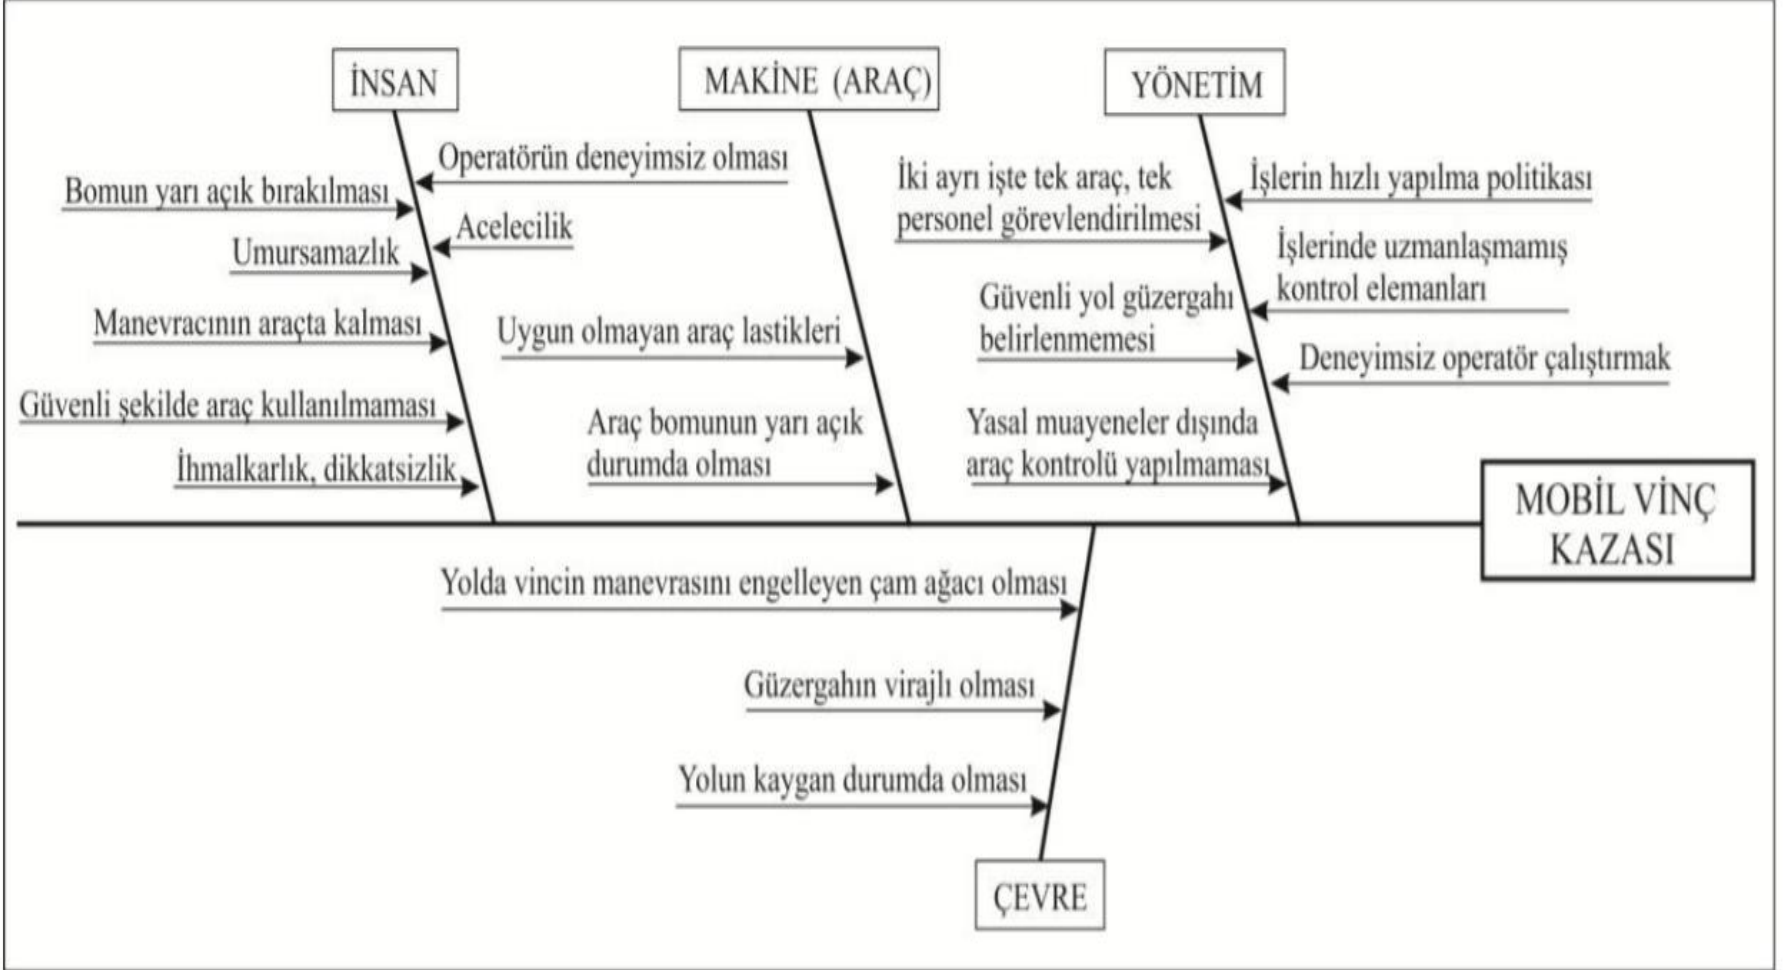 İNSAN
MAKİNE (ARAÇ)
YÖNETİM
Operatörün deneyimsiz olması
Bomun yarı açık bırakılması
Acelecilik
Umursamazlık
Manevracının araçta kalması
Güvenli şekilde araç kullanılmaması
İhmalkarlık, dikkatsizlik
Uygun olmayan araç lastikleri
Araç bomunun yarı açık
durumda olması
İki ayrı işte tek araç, tek
personel görevlendirilmesi
İşlerin hızlı yapılma politikası
İşlerinde uzmanlaşmamış
kontrol elemanları
Güvenli yol güzergahı
belirlenmemesi
Deneyimsiz operatör çalıştırmak
Yasal muayeneler dışında
araç kontrolü yapılmaması
MOBİL VİNÇ
KAZASI
Yolda vincin manevrasını engelleyen çam ağacı olması
Güzergahın virajlı olması
Yolun kaygan durumda olması
ÇEVRE